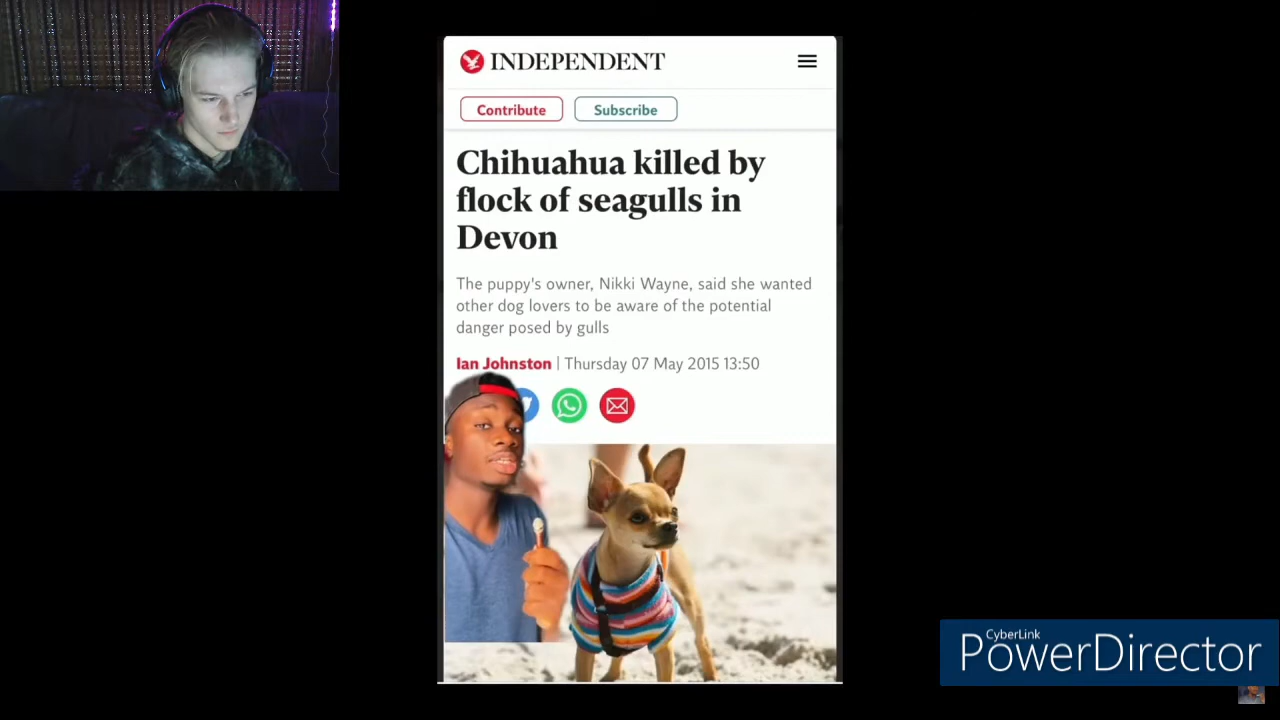 INDEPENDENT
Contribute
Subscribe
Chihuahua killed by
flock of seagulls in
Devon
The puppy's owner, Nikki Wayne, said she wanted
other dog lovers to be aware of the potential
danger posed by gulls
Ian Johnston | Thursday 07 May 2015 13:50
CyberLink
PowerDirector